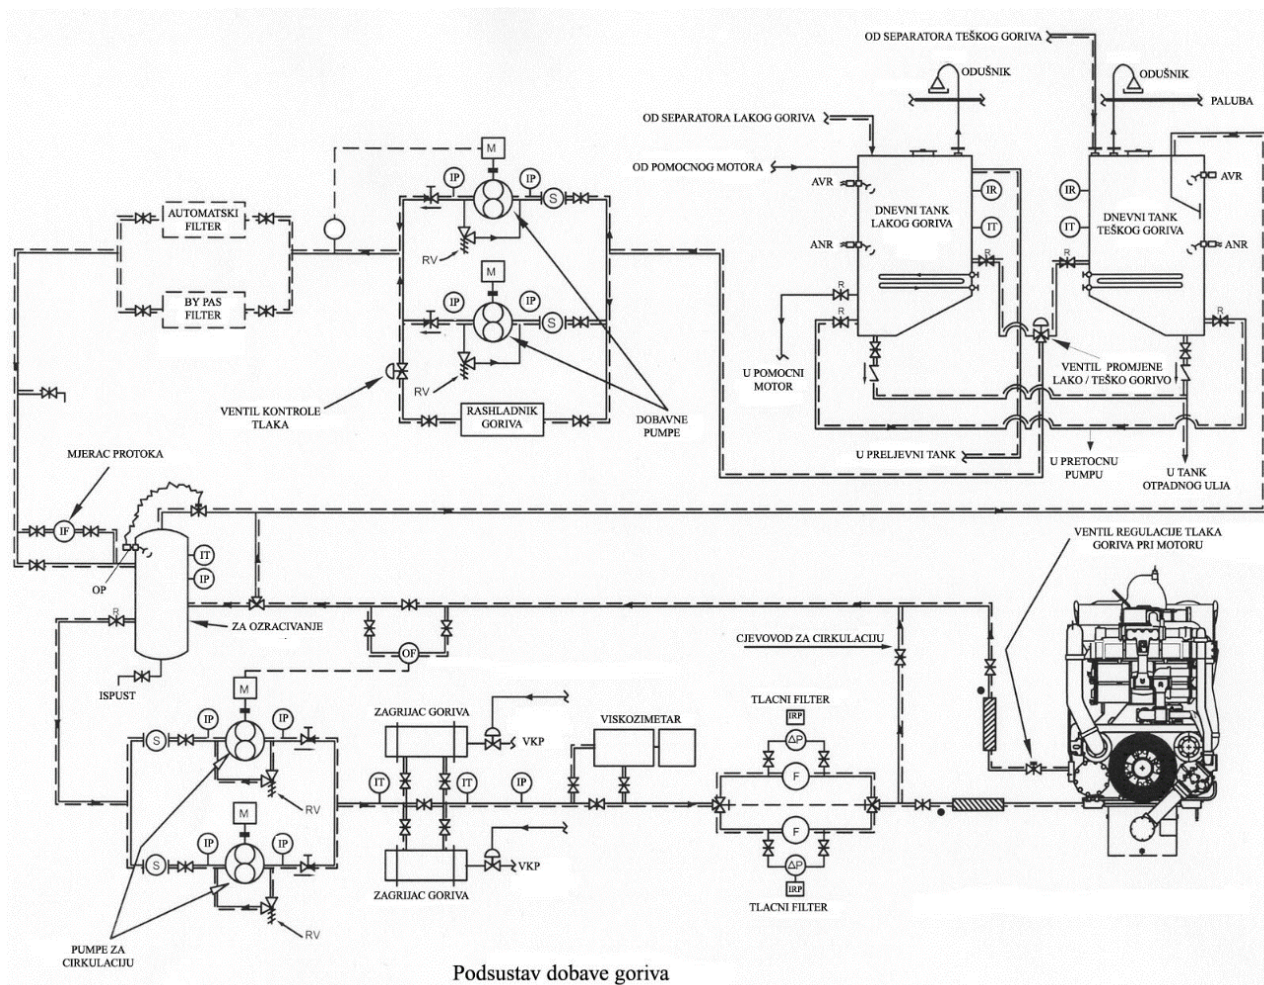 OD SEPARATORA TEŠKOG GORIVA
ODUŠNIK
ODUŠNIK
PALUBA
OD SEPARATORA LAKOG GORIVA
OD POMOCNOG MOTORA
AVR
IR
IR
AVR
DNEVNI TANK
LAKOG GORIVA
DNEVNI TANK
TEŠKOG GORIVA
IT
IT
ANR
ANR
R
R
R
R
R
U POMOCNI
MOTOR
VENTIL PROMJENE
LAKO / TEŠKO GORIVO
U PRELJEVNI TANK
U PRETOCNU
PUMPU
U TANK
OTPADNOG ULJA
M
IP
IP
S
AUTOMATSKI
FILTER
RV
M
IP
IP
BY PAS
FILTER
S
RV
VENTIL KONTROLE
TLAKA
RASHLADNIK
GORIVA
DOBAVNE
PUMPE
MJERAC PROTOKA
IF
OP
IT
IP
R
ZA OZRACIVANJE
ISPUST
VENTIL REGULACIJE TLAKA
GORIVA PRI MOTORU
CJEVOVOD ZA CIRKULACIJU
OF
M
IP
IP
S
RV
M
IP
IP
S
RV
PUMPE ZA
CIRKULACIJU
ZAGRIJAC GORIVA
VKP
IT
IT
IP
VKP
ZAGRIJAC GORIVA
VISKOZIMETAR
TLACNI FILTER
IRP
ΔP
F
F
ΔP
IRP
TLACNI FILTER
Podsustav dobave goriva